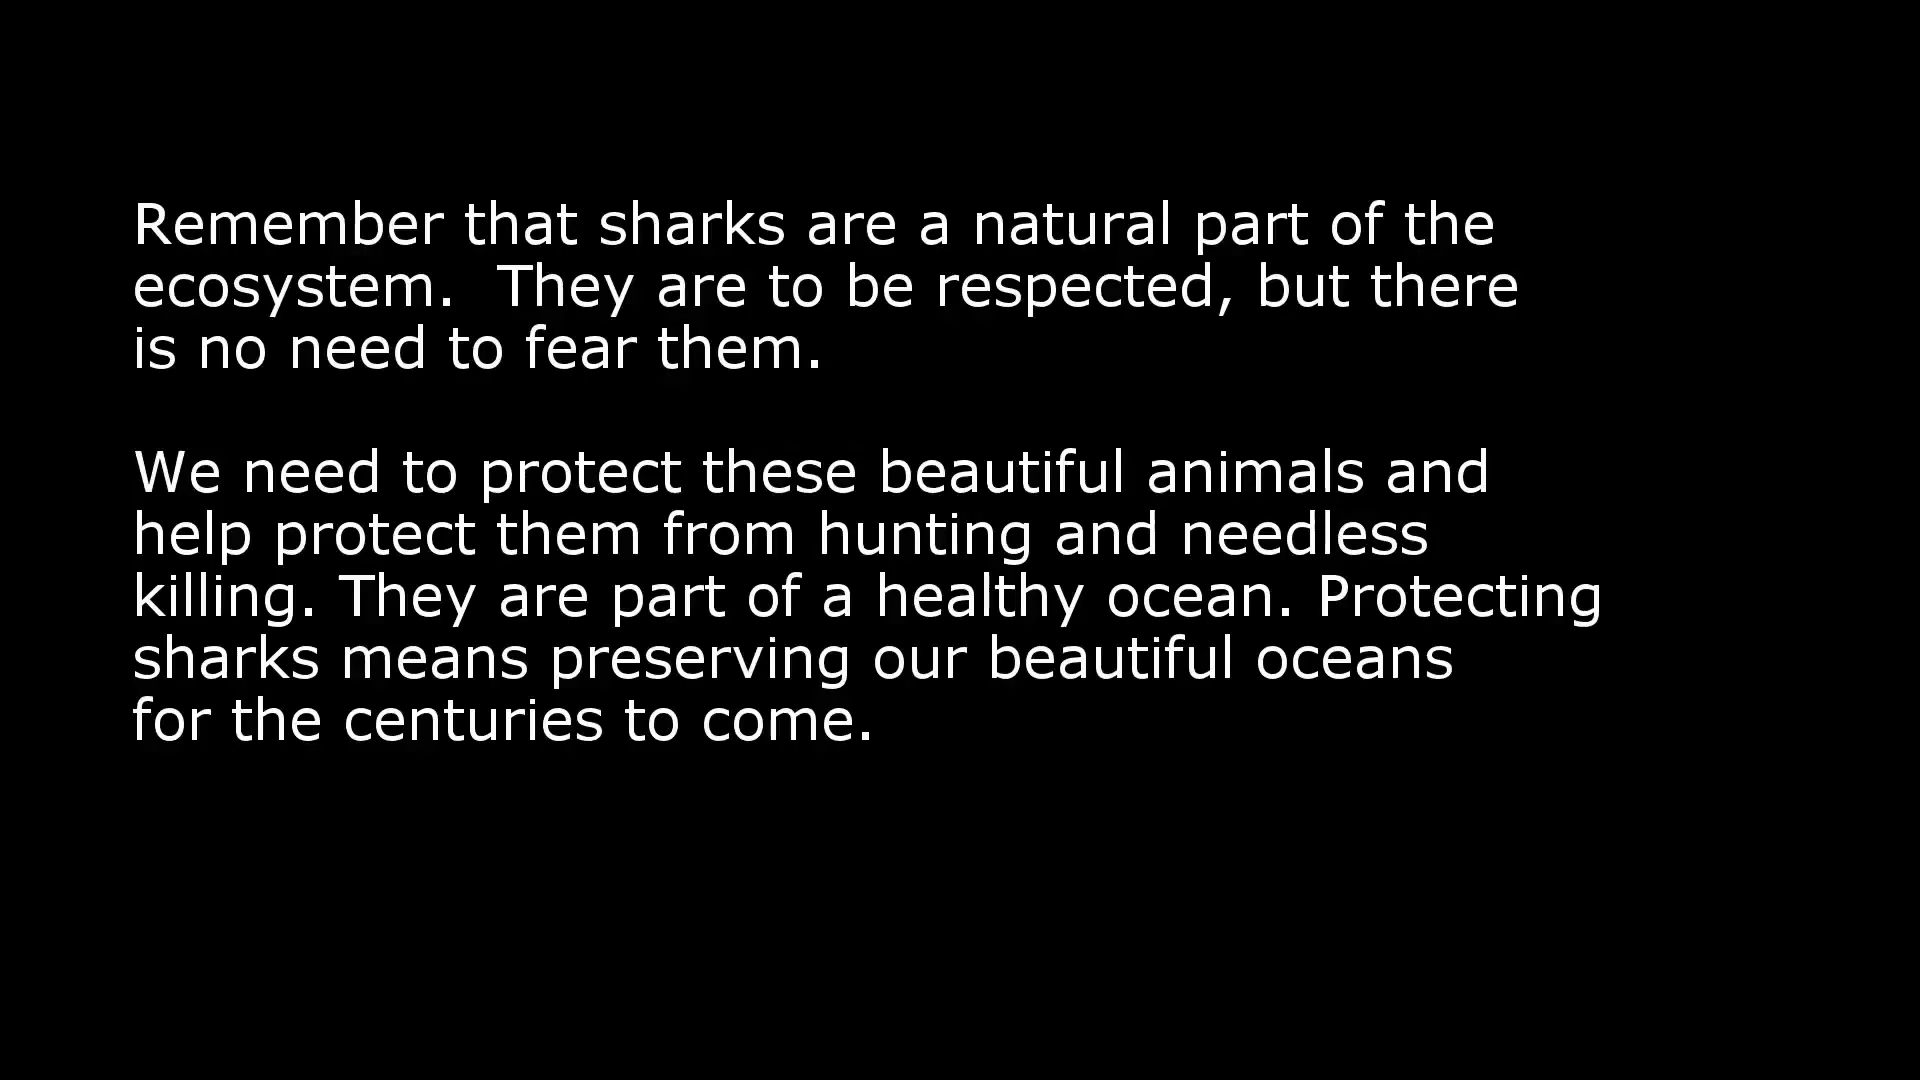 Remember that sharks are a natural part of the
ecosystem.  They are to be respected, but there
is no need to fear them.
We need to protect these beautiful animals and
help protect them from hunting and needless
killing. They are part of a healthy ocean. Protecting
sharks means preserving our beautiful oceans
for the centuries to come.